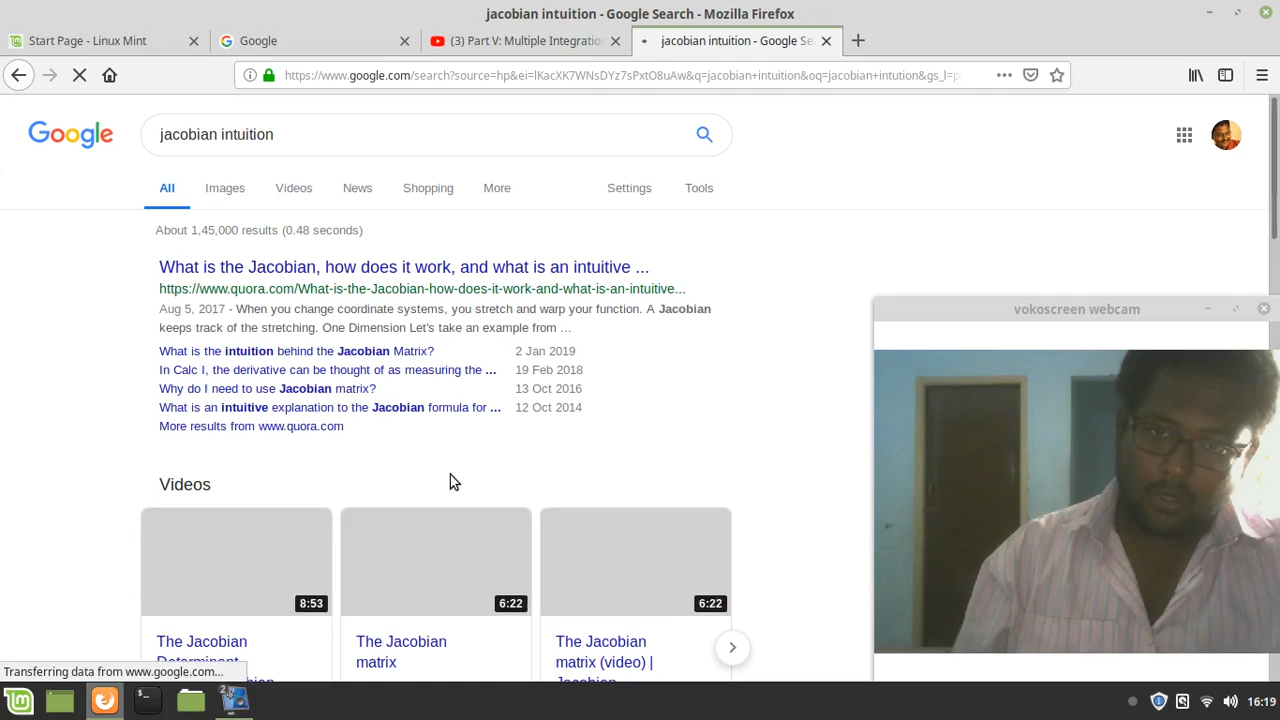 jacobian intuition - Google Search - Mozilla Firefox
Start Page - Linux Mint
Google
(3) Part V: Multiple Integration
jacobian intuition - Google Se
https://www.google.com/search?source=hp&ei=IKacXK7WNsDYz7sPxtO8uAw&q=jacobian+intuition&oq=jacobian+intution&gs_l=p
Google
jacobian intuition
All
Images
Videos
News
Shopping
More
Settings
Tools
About 1,45,000 results (0.48 seconds)
What is the Jacobian, how does it work, and what is an intuitive ...
https://www.quora.com/What-is-the-Jacobian-how-does-it-work-and-what-is-an-intuitive...
Aug 5, 2017 - When you change coordinate systems, you stretch and warp your function. A Jacobian
keeps track of the stretching. One Dimension Let's take an example from ...
What is the intuition behind the Jacobian Matrix? 2 Jan 2019
In Calc I, the derivative can be thought of as measuring the ... 19 Feb 2018
Why do I need to use Jacobian matrix? 13 Oct 2016
What is an intuitive explanation to the Jacobian formula for ... 12 Oct 2014
More results from www.quora.com
Videos
8:53
6:22
6:22
The Jacobian
The Jacobian
matrix
The Jacobian
matrix (video) |
Transferring data from www.google.com...
vokoscreen webcam
16:19